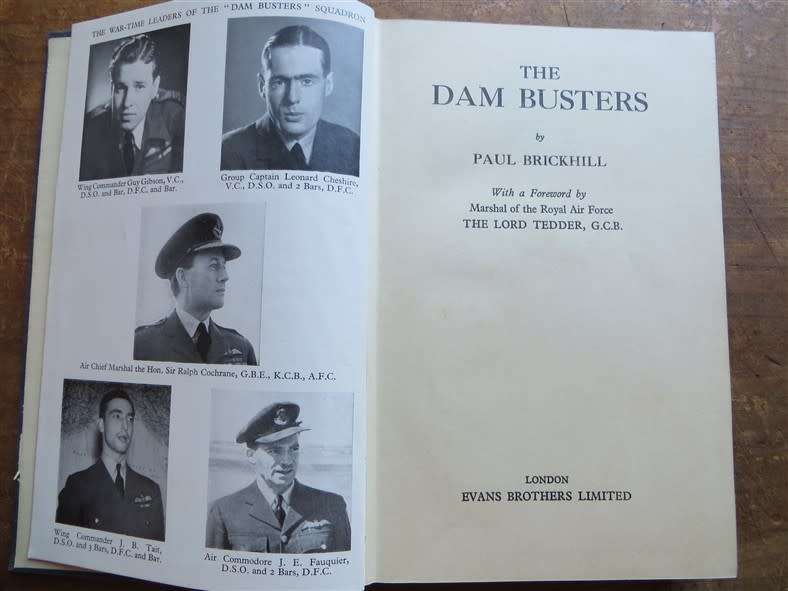 THE WAR-TIME LEADERS OF THE "DAM BUSTERS" SQUADRON
Wing Commander Guy Gibson, V.C.,
D.S.O. and Bar, D.F.C. and Bar.
Group Captain Leonard Cheshire,
V.C., D.S.O. and 2 Bars, D.F.C.
Air Chief Marshal the Hon. Sir Ralph Cochrane, G.B.E., K.C.B., A.F.C.
Wing Commander J. B. Tait,
D.S.O. and 3 Bars, D.F.C. and Bar.
Air Commodore J. E. Fauquier,
D.S.O. and 2 Bars, D.F.C.
THE
DAM BUSTERS
by
PAUL BRICKHILL
With a Foreword by
Marshal of the Royal Air Force
THE LORD TEDDER, G.C.B.
LONDON
EVANS BROTHERS LIMITED